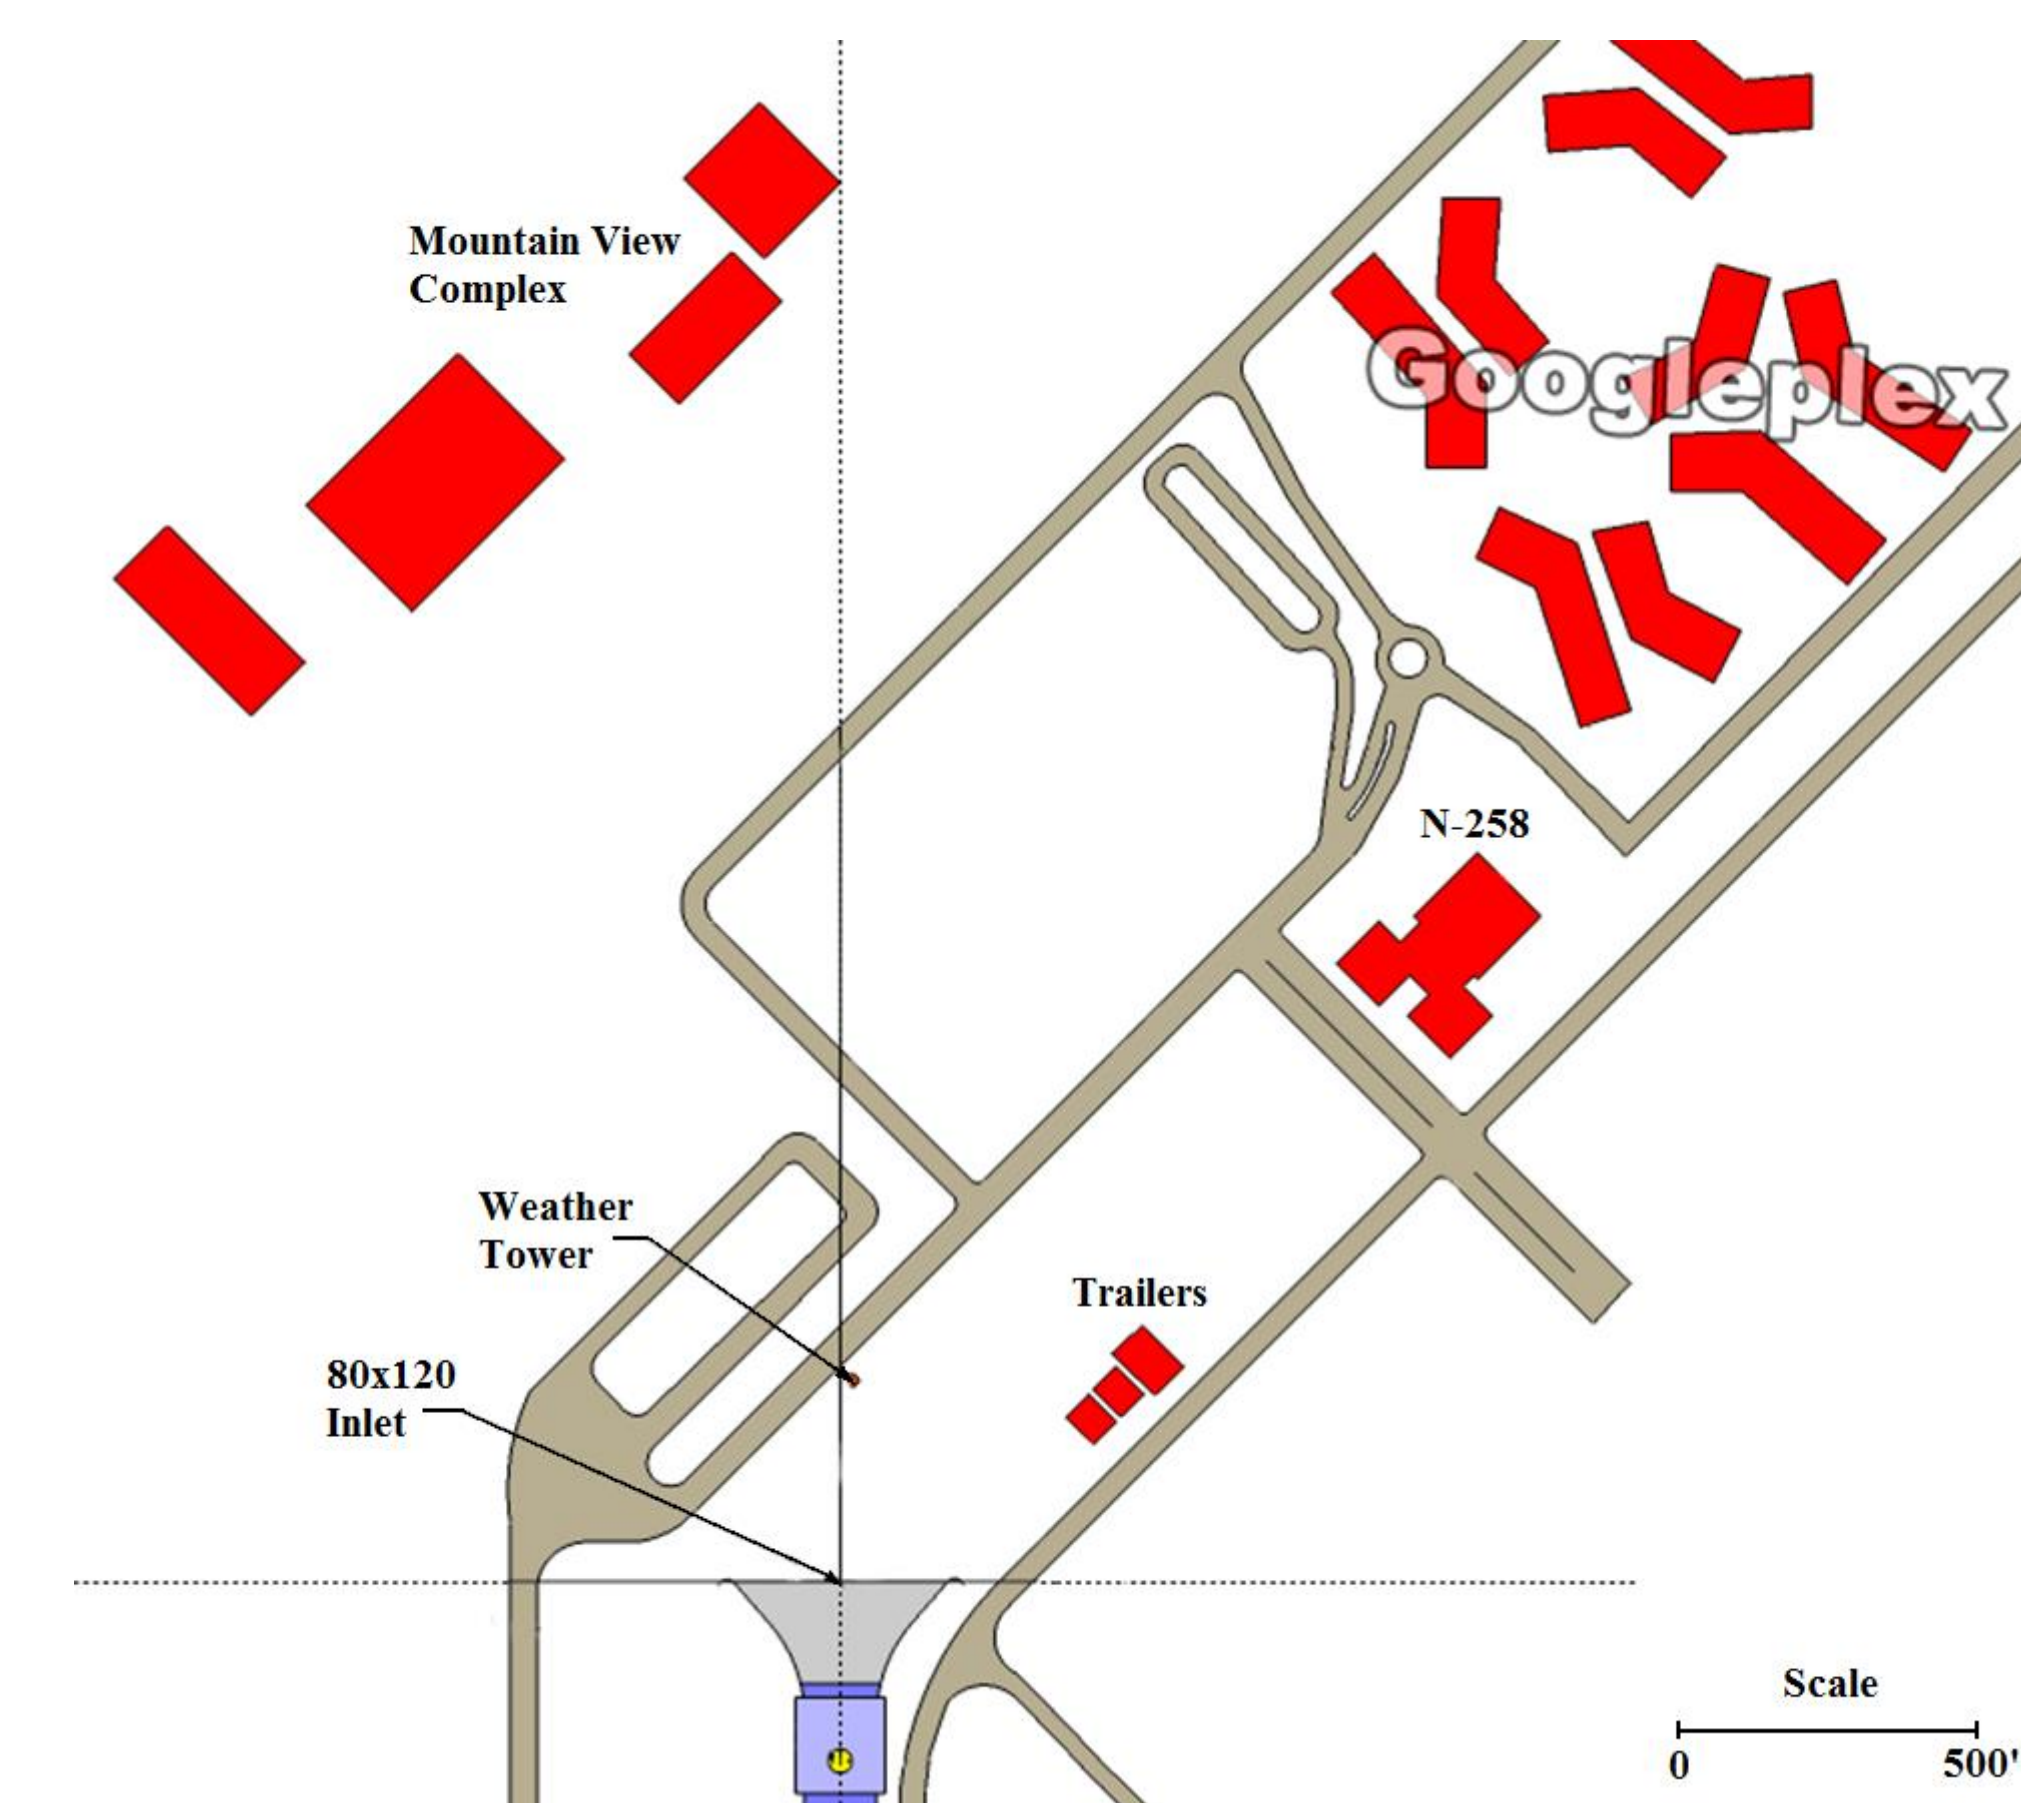 Mountain View
Complex
Googleplex
N-258
Weather
Tower
Trailers
80x120
Inlet
Scale
0 500'